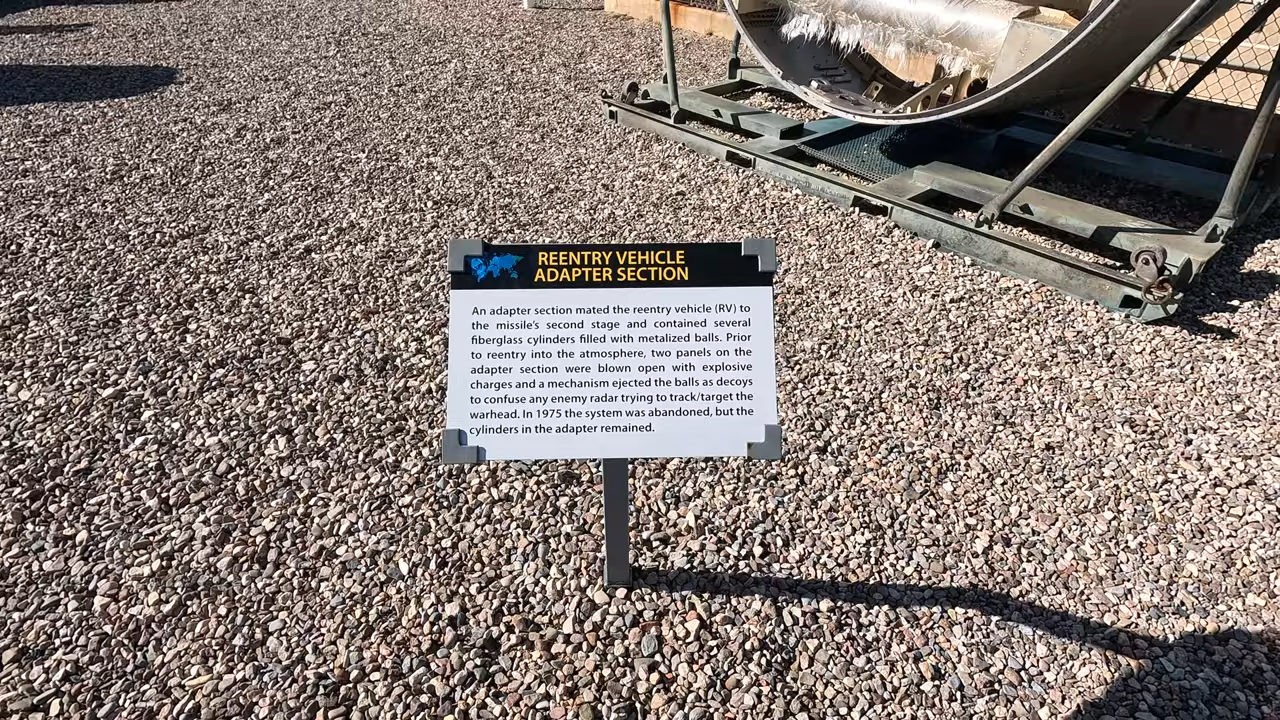 REENTRY VEHICLE
ADAPTER SECTION
An adapter section mated the reentry vehicle (RV) to
the missile's second stage and contained several
fiberglass cylinders filled with metalized balls. Prior
to reentry into the atmosphere, two panels on the
adapter section were blown open with explosive
charges and a mechanism ejected the balls as decoys
to confuse any enemy radar trying to track/target the
warhead. In 1975 the system was abandoned, but the
cylinders in the adapter remained.